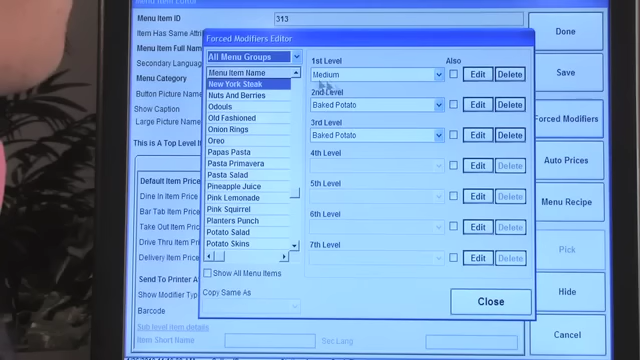 Menu Item Editor
Menu Item ID
313
Item Has Same Attri
Menu Item Full Name
Secondary Language
Menu Category
Button Picture Name
Show Caption
Large Picture Name
This is A Top Level I
Default Item Price
Dine In Item Price
Bar Tab Item Price
Take Out Item Price
Drive Thru Item Pric
Delivery Item Price
Send To Printer A
Show Modifier Typ
Barcode
Sub level item details
Item Short Name
Sec Lang
Forced Modifiers Editor
All Menu Groups
Menu Item Name
New York Steak
Nuts And Berries
Odouls
Old Fashioned
Onion Rings
Oreo
Papas Pasta
Pasta Primavera
Pasta Salad
Pineapple Juice
Pink Lemonade
Pink Squirrel
Planters Punch
Potato Salad
Potato Skins
Show All Menu Items
Copy Same As
1st Level
Also
Medium
Edit
Delete
2nd Level
Baked Potato
Edit
Delete
3rd Level
Baked Potato
Edit
Delete
4th Level
Edit
Delete
5th Level
Edit
Delete
6th Level
Edit
Delete
7th Level
Edit
Delete
Close
Done
Save
Forced Modifiers
Auto Prices
Menu Recipe
Pick
Hide
Cancel